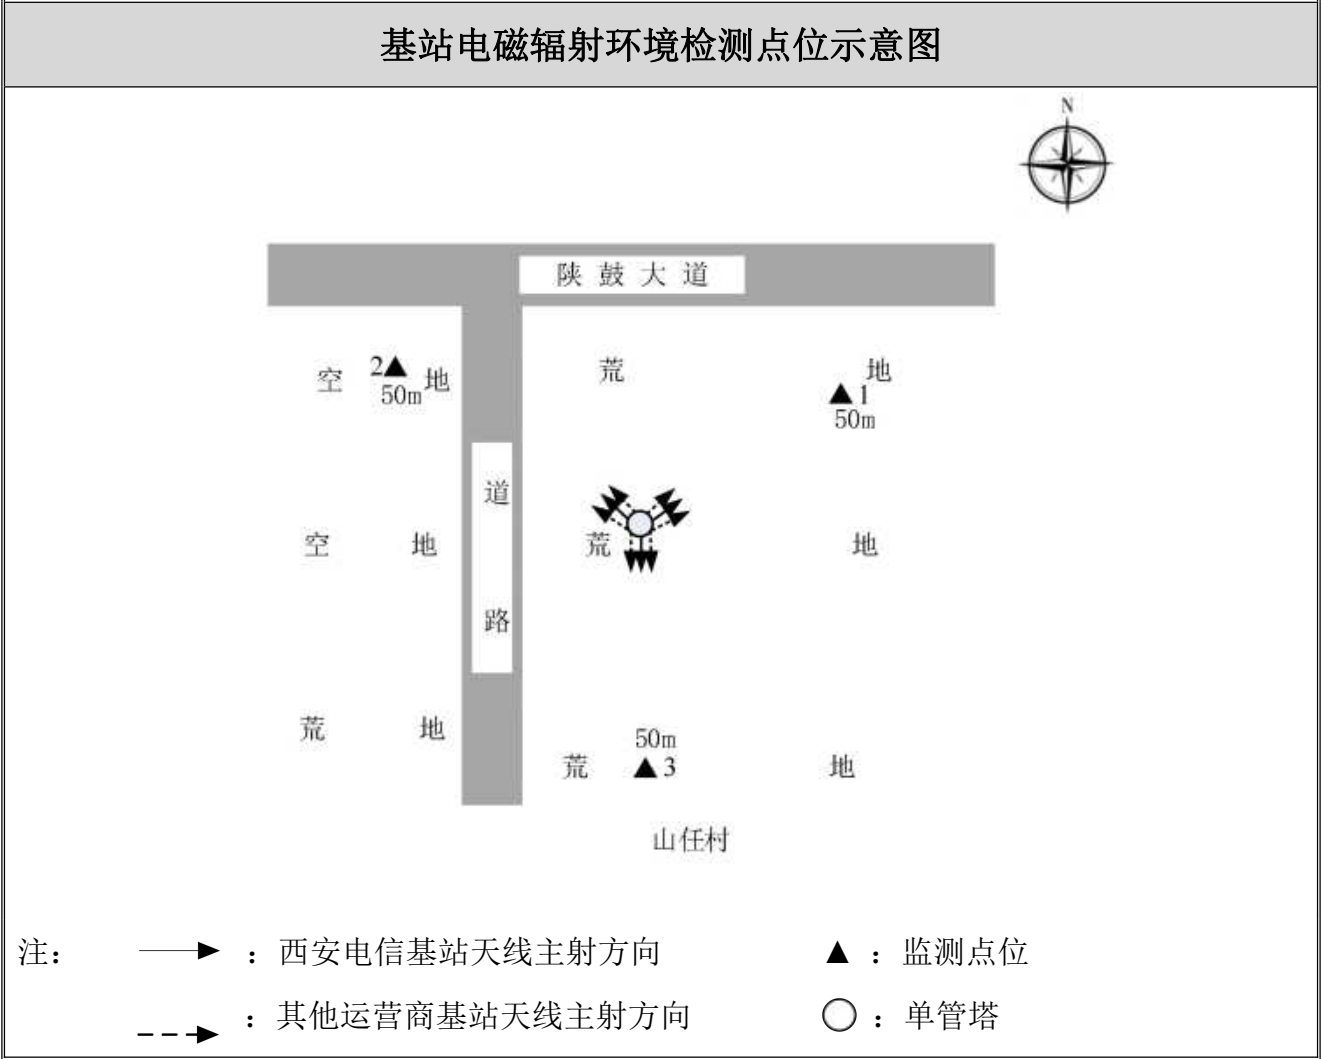 基站电磁辐射环境检测点位示意图
N
陕鼓大道
荒 地
空 2▲ 地
50m
▲1
50m
道
空 地
荒 地
路
荒 地
50m
荒 ▲3 地
山任村
注： ：西安电信基站天线主射方向 ▲：监测点位
：其他运营商基站天线主射方向 ：单管塔